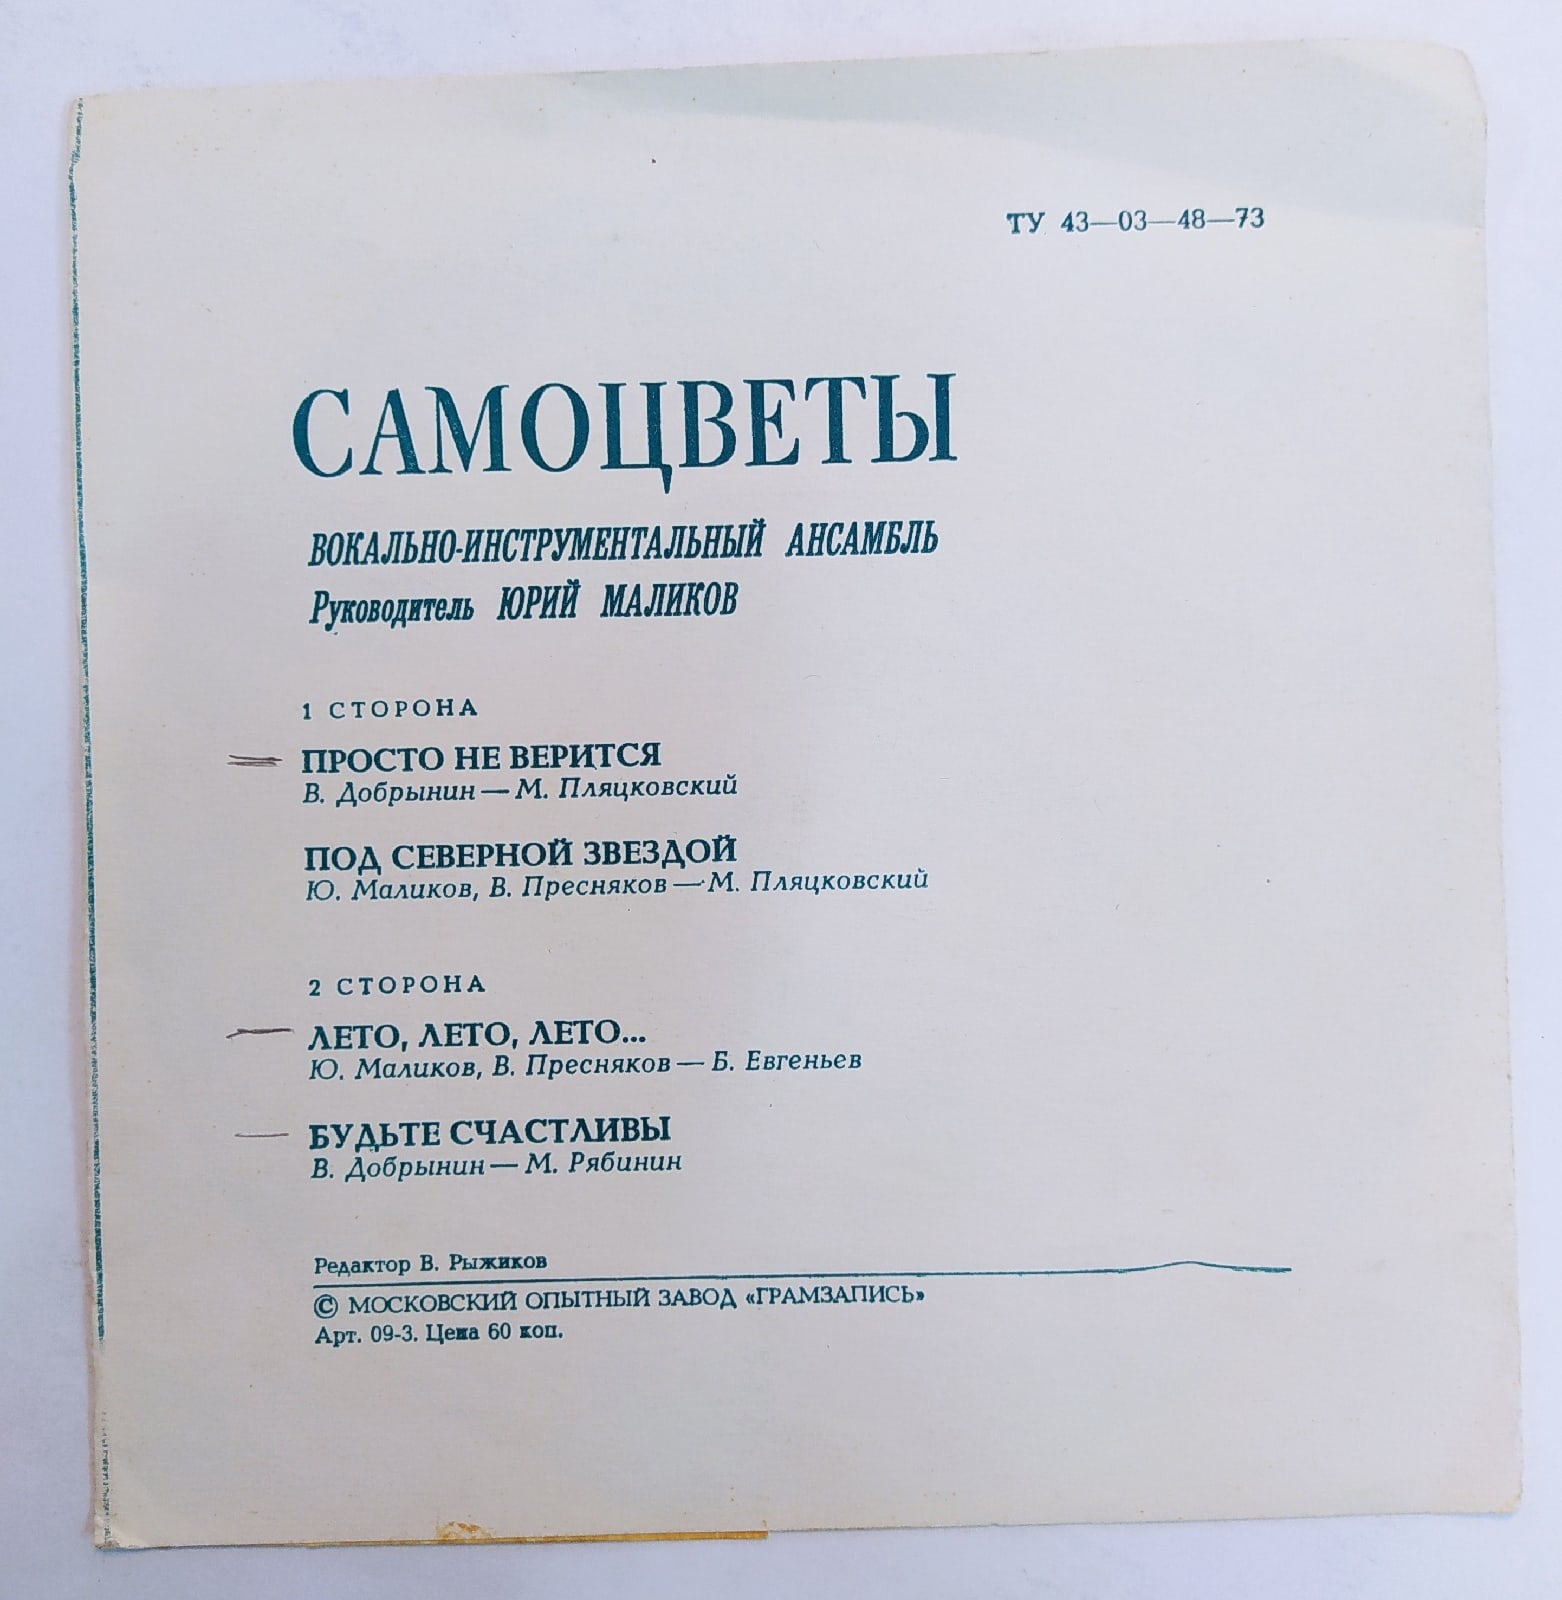 ТУ 43—03—48—73
САМОЦВЕТЫ
ВОКАЛЬНО-ИНСТРУМЕНТАЛЬНЫЙ АНСАМБЛЬ
Руководитель ЮРИЙ МАЛИКОВ
1 СТОРОНА
ПРОСТО НЕ ВЕРИТСЯ
В. Добрынин — М. Пляцковский
ПОД СЕВЕРНОЙ ЗВЕЗДОЙ
Ю. Маликов, В. Пресняков — М. Пляцковский
2 СТОРОНА
ЛЕТО, ЛЕТО, ЛЕТО...
Ю. Маликов, В. Пресняков — Б. Евгеньев
БУДЬТЕ СЧАСТЛИВЫ
В. Добрынин — М. Рябинин
Редактор В. Рыжиков
© МОСКОВСКИЙ ОПЫТНЫЙ ЗАВОД «ГРАМЗАПИСЬ»
Арт. 09-3. Цена 60 коп.